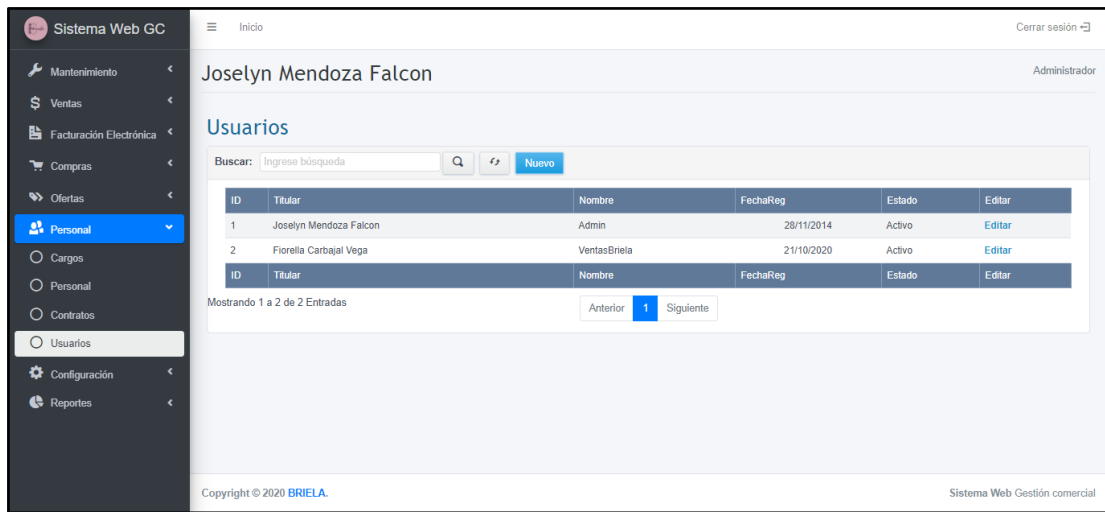 Sistema Web GC
Inicio
Cerrar sesión
Mantenimiento
Ventas
Facturación Electrónica
Compras
Ofertas
Personal
Cargos
Personal
Contratos
Usuarios
Configuración
Reportes
Joselyn Mendoza Falcon
Administrador
Usuarios
Buscar: Ingrese búsqueda Nuevo
ID Titular Nombre FechaReg Estado Editar
1 Joselyn Mendoza Falcon Admin 28/11/2014 Activo Editar
2 Fiorella Carbajal Vega VentasBriela 21/10/2020 Activo Editar
ID Titular Nombre FechaReg Estado Editar
Mostrando 1 a 2 de 2 Entradas
Anterior 1 Siguiente
Copyright © 2020 BRIELA.
Sistema Web Gestión comercial